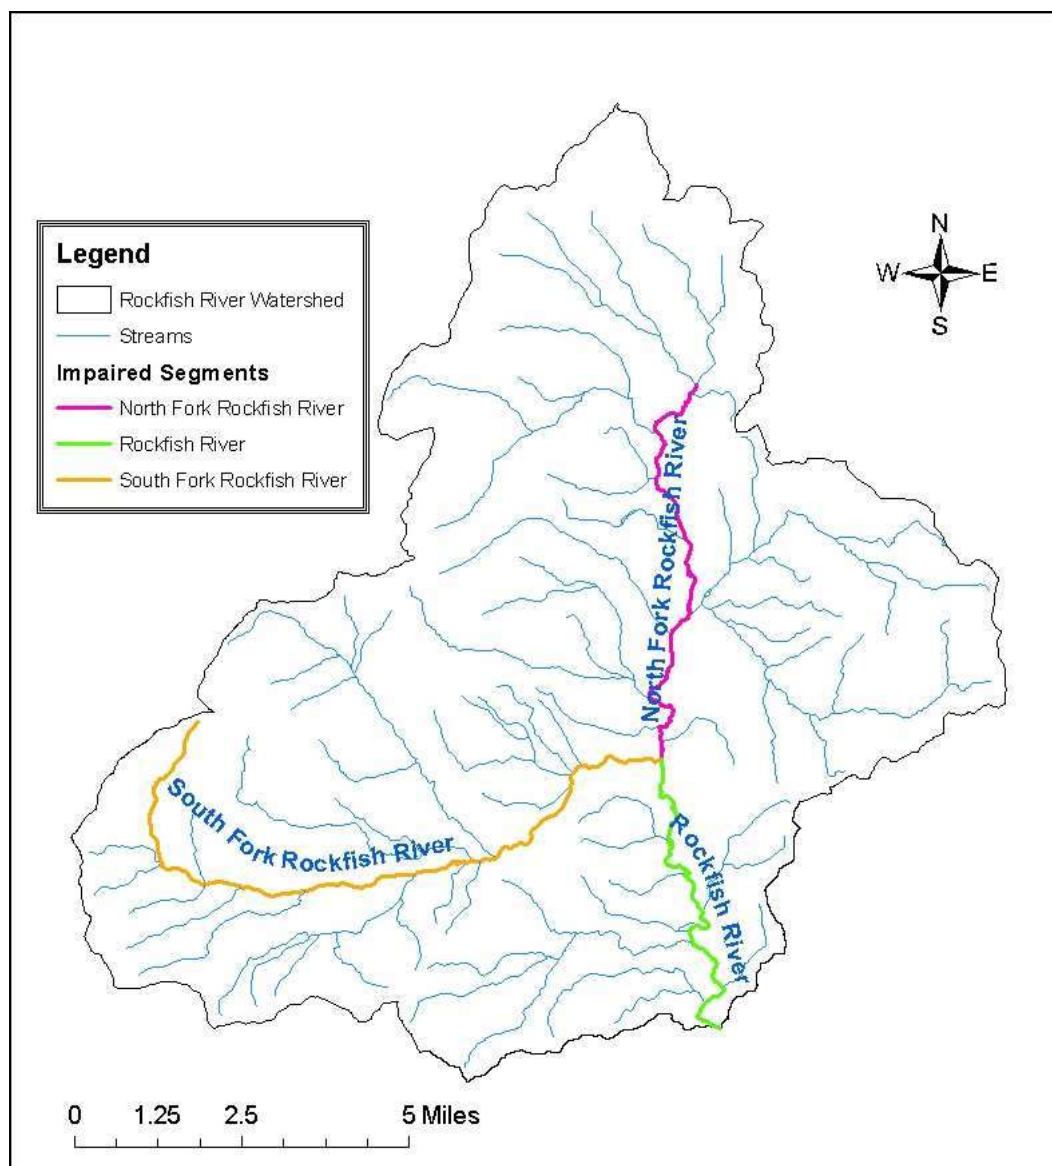 N
W E
S
Legend
Rockfish River Watershed
Streams
Impaired Segments
North Fork Rockfish River
Rockfish River
South Fork Rockfish River
North Fork Rockfish River
South Fork Rockfish River
Rockfish River
0 1.25 2.5 5 Miles